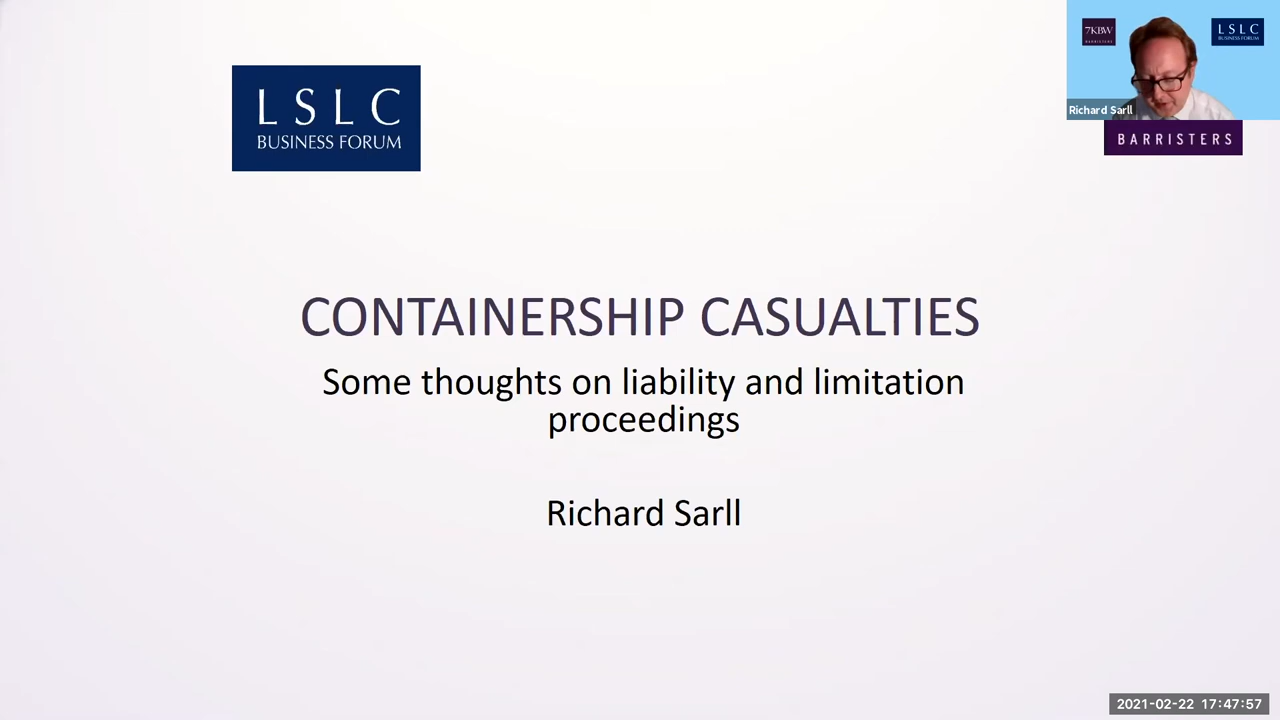 LSLC
BUSINESS FORUM
7KBW
BARRISTERS
LSLC
BUSINESS FORUM
Richard Sarll
BARRISTERS
CONTAINERSHIP CASUALTIES
Some thoughts on liability and limitation
proceedings
Richard Sarll
2021-02-22 17:47:57